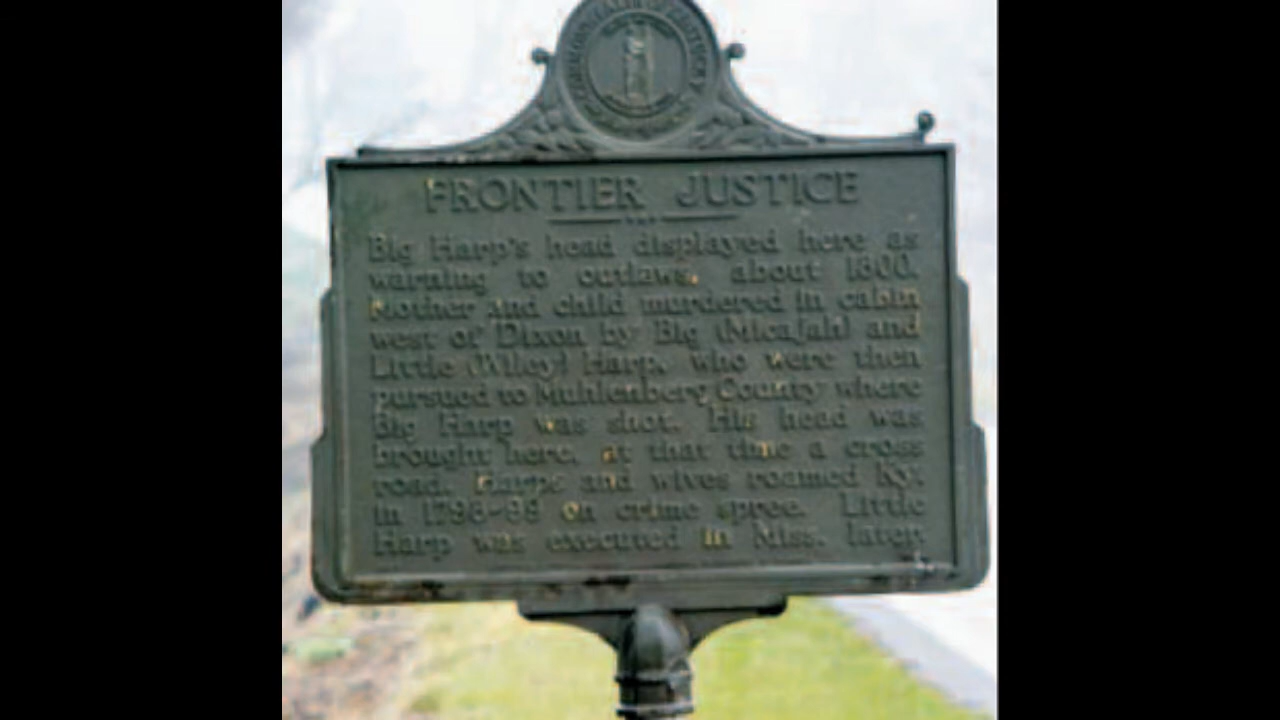 FRONTIER JUSTICE
Big Harp's head displayed here as
warning to outlaws, about 1800.
Mother and child murdered in cabin
west of Dixon by Big (Micajah) and
Little (Wiley) Harp, who were then
pursued to Muhlenberg County where
Big Harp was shot. His head was
brought here, at that time a cross
road. Harps and wives roamed Ky.
in 1798-99 on crime spree. Little
Harp was executed in Miss. later.